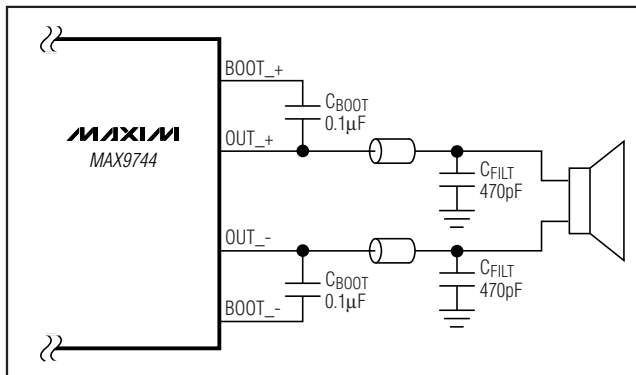 BOOT_+
CBOOT
0.1µF
MAXIM
MAX9744
OUT_+
CFILT
470pF
OUT_-
CBOOT
0.1µF
CFILT
470pF
BOOT_-